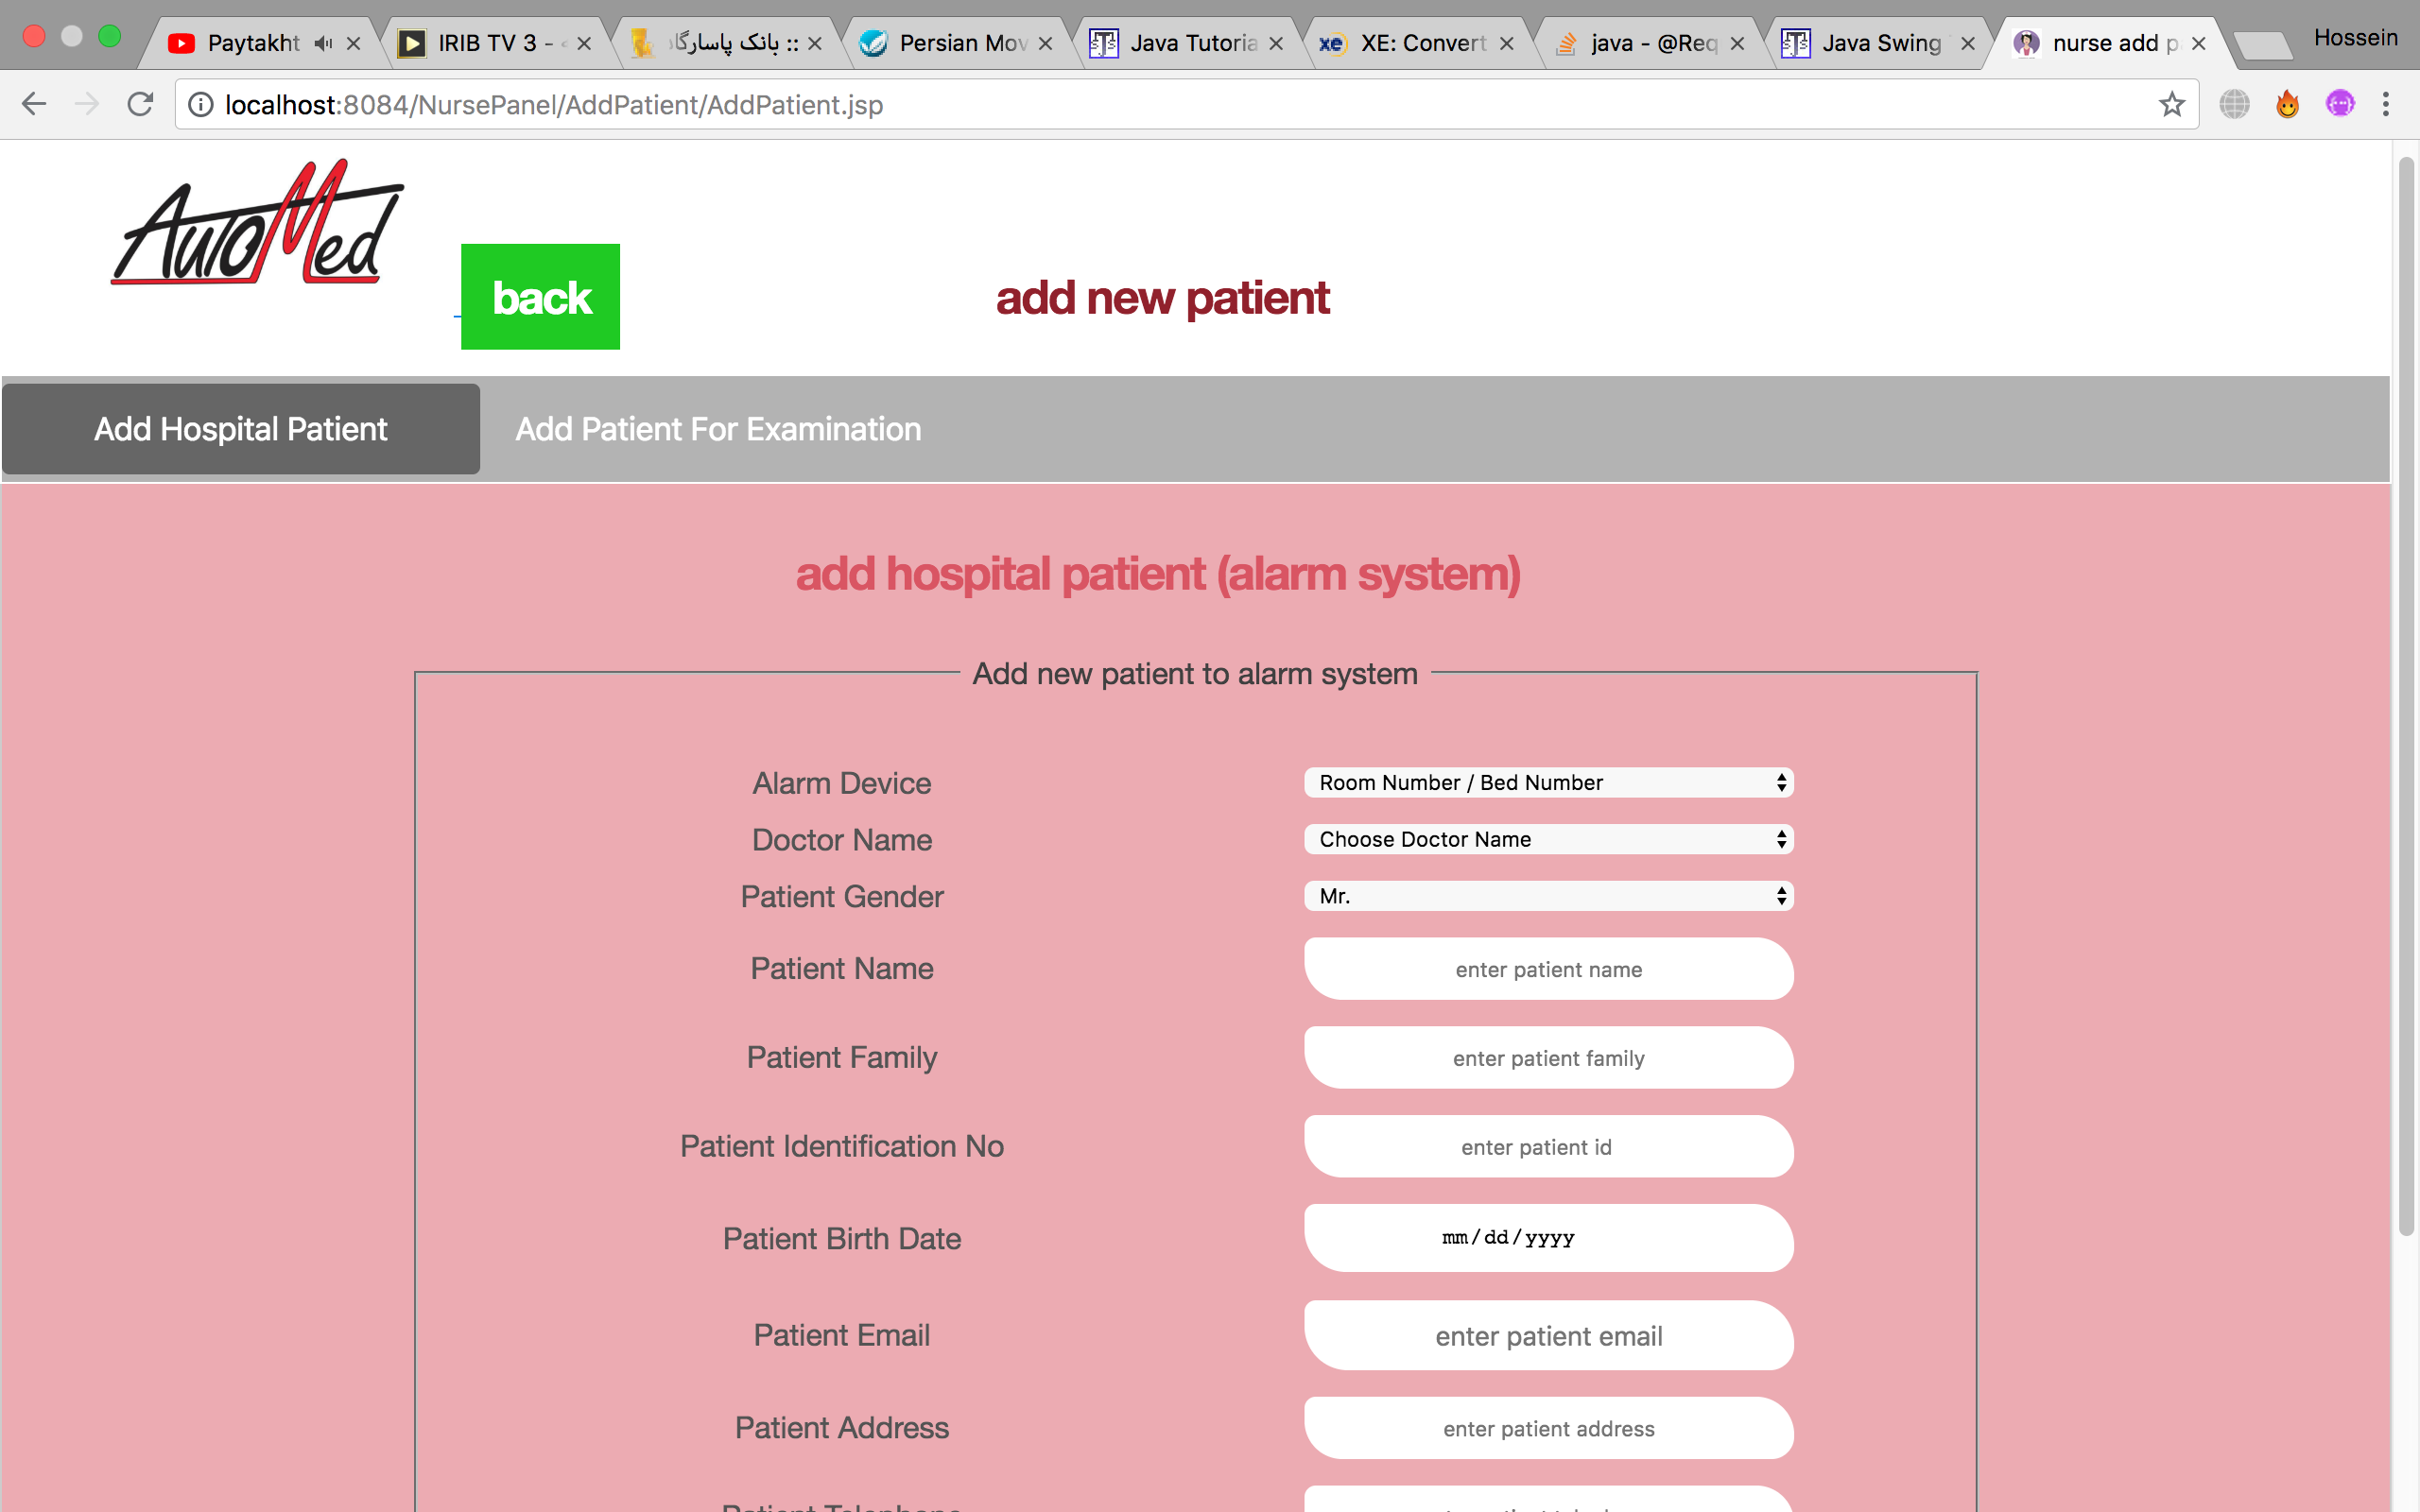 Paytakht
IRIB TV 3 -
بانک پاسارگاد ::
Persian Mov
Java Tutoria
XE: Convert
java - @Req
Java Swing
nurse add p
Hossein
localhost:8084/NursePanel/AddPatient/AddPatient.jsp
AutoMed
back
add new patient
Add Hospital Patient
Add Patient For Examination
add hospital patient (alarm system)
Add new patient to alarm system
Alarm Device
Room Number / Bed Number
Doctor Name
Choose Doctor Name
Patient Gender
Mr.
Patient Name
enter patient name
Patient Family
enter patient family
Patient Identification No
enter patient id
Patient Birth Date
mm/dd/yyyy
Patient Email
enter patient email
Patient Address
enter patient address
Patient Telephone